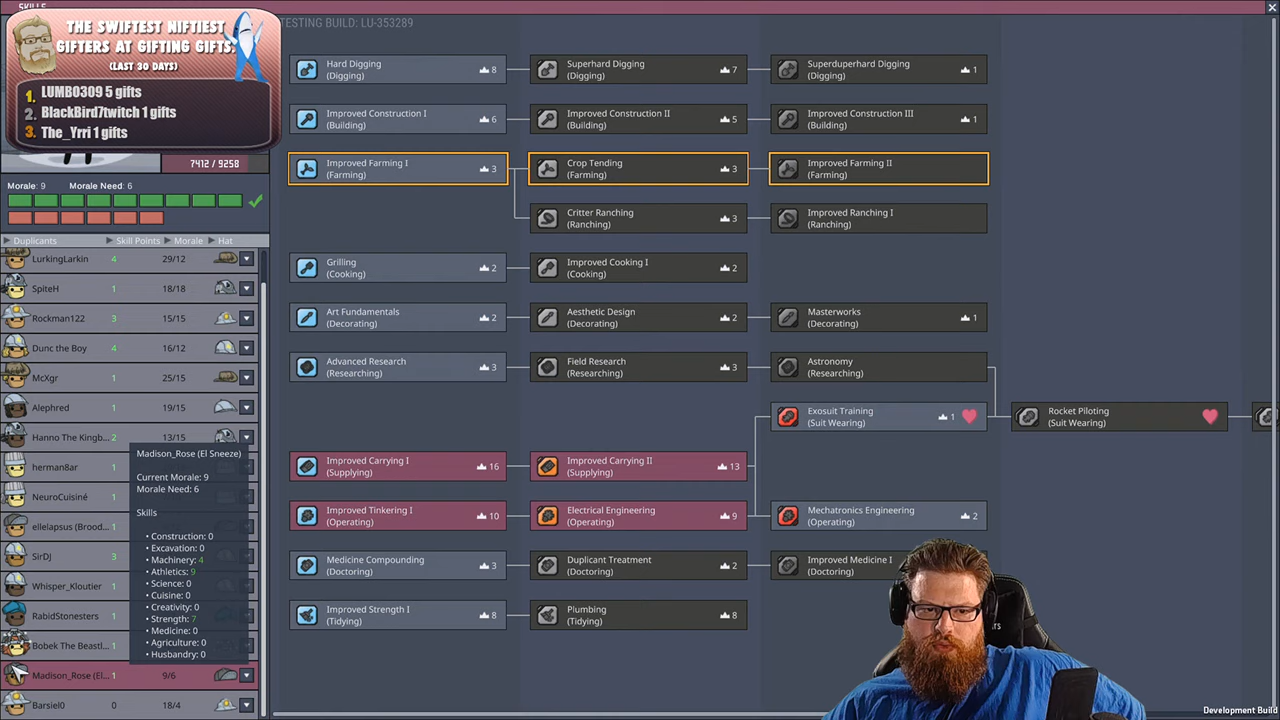 SKILLS
TESTING BUILD: LU-353289
THE SWIFTEST NIFTIEST
GIFTERS AT GIFTING GIFTS.
(LAST 30 DAYS)
1. LUMBO309 5 gifts
2. BlackBird7twitch 1 gifts
3. The_Yrri 1 gifts
7412 / 9258
Morale: 9 Morale Need: 6
Duplicants Skill Points Morale Hat
LurkingLarkin 4 29/12
SpiteH 1 18/18
Rockman122 3 15/15
Dunc the Boy 4 16/12
McXgr 1 25/15
Alephred 1 19/15
Hanno The Kingb... 2 13/15
herman8ar 1
NeuroCuisiné 1
ellelapsus (Brood... 1
SirDJ 3
Whisper_Kloutier 1
RabidStonesters 1
Bobek The Beastl... 1
Madison_Rose (El... 1 9/6
Barsiel0 0 18/4
Madison_Rose (El Sneeze)
Current Morale: 9
Morale Need: 6
Skills
• Construction: 0
• Excavation: 0
• Machinery: 4
• Athletics: 9
• Science: 0
• Cuisine: 0
• Creativity: 0
• Strength: 7
• Medicine: 0
• Agriculture: 0
• Husbandry: 0
Hard Digging
(Digging)
8
Superhard Digging
(Digging)
7
Superduperhard Digging
(Digging)
1
Improved Construction I
(Building)
6
Improved Construction II
(Building)
5
Improved Construction III
(Building)
1
Improved Farming I
(Farming)
3
Crop Tending
(Farming)
3
Improved Farming II
(Farming)
Critter Ranching
(Ranching)
3
Improved Ranching I
(Ranching)
Grilling
(Cooking)
2
Improved Cooking I
(Cooking)
2
Art Fundamentals
(Decorating)
2
Aesthetic Design
(Decorating)
2
Masterworks
(Decorating)
1
Advanced Research
(Researching)
3
Field Research
(Researching)
3
Astronomy
(Researching)
Exosuit Training
(Suit Wearing)
1
Rocket Piloting
(Suit Wearing)
Improved Carrying I
(Supplying)
16
Improved Carrying II
(Supplying)
13
Improved Tinkering I
(Operating)
10
Electrical Engineering
(Operating)
9
Mechatronics Engineering
(Operating)
2
Medicine Compounding
(Doctoring)
3
Duplicant Treatment
(Doctoring)
2
Improved Medicine I
(Doctoring)
Improved Strength I
(Tidying)
8
Plumbing
(Tidying)
8
Development Build